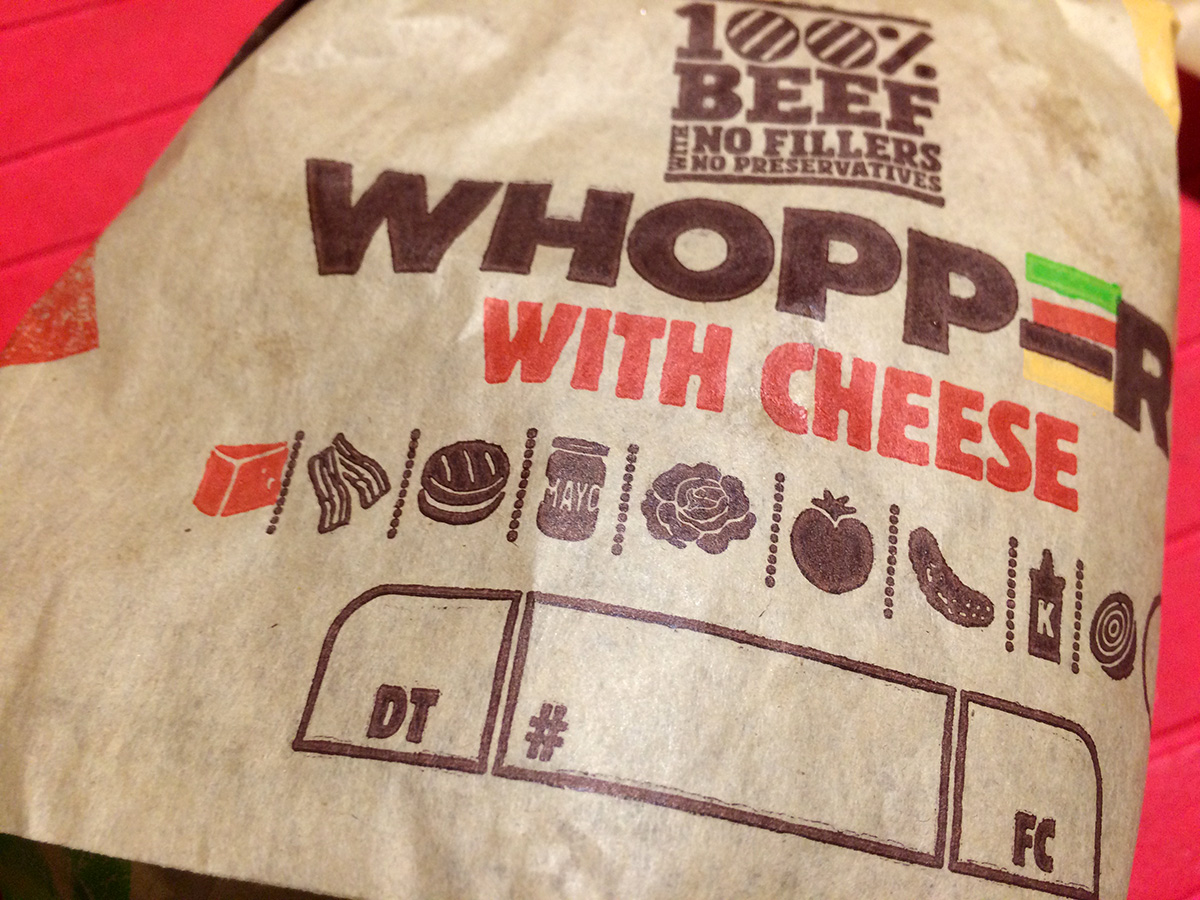 100%
BEEF
WITH
NO FILLERS
NO PRESERVATIVES
WHOPPER
WITH CHEESE
MAYO
K
DT
#
FC